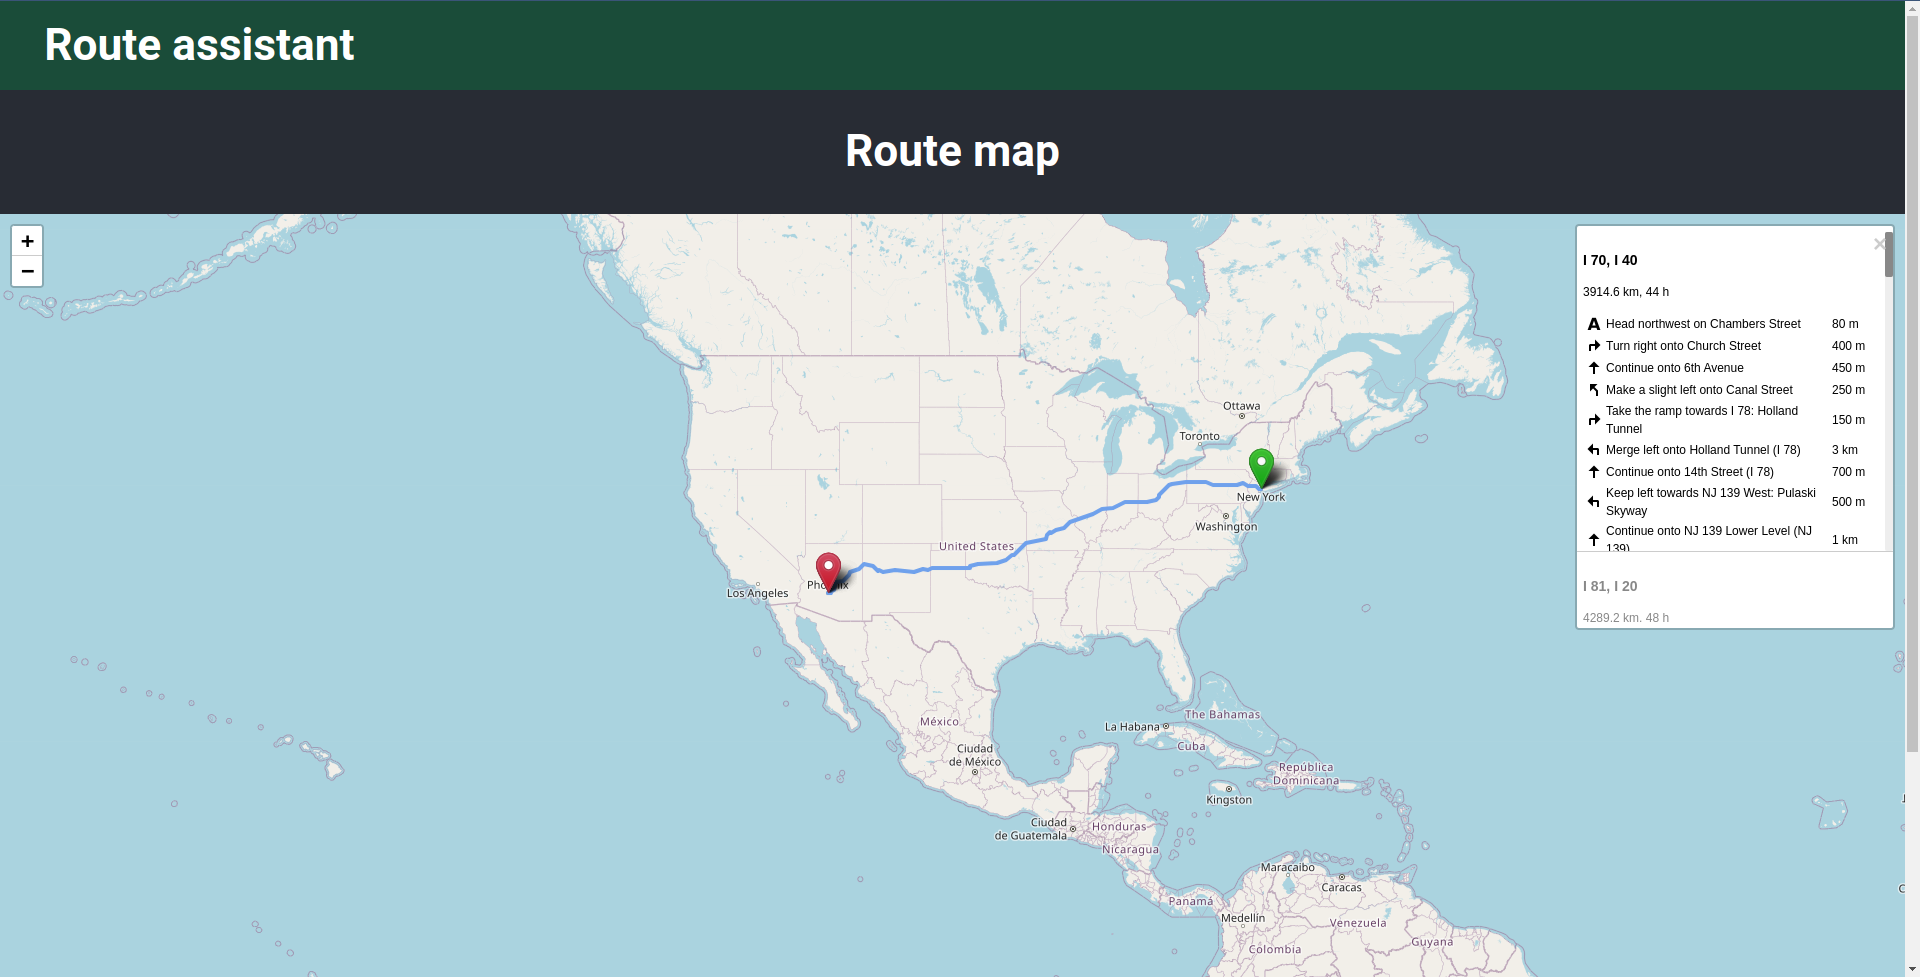 Route assistant
Route map
+
−
I 70, I 40
3914.6 km, 44 h
Head northwest on Chambers Street 80 m
Turn right onto Church Street 400 m
Continue onto 6th Avenue 450 m
Make a slight left onto Canal Street 250 m
Take the ramp towards I 78: Holland
Tunnel 150 m
Merge left onto Holland Tunnel (I 78) 3 km
Continue onto 14th Street (I 78) 700 m
Keep left towards NJ 139 West: Pulaski
Skyway 500 m
Continue onto NJ 139 Lower Level (NJ
139) 1 km
I 81, I 20
4289.2 km, 48 h
Ottawa
Toronto
New York
Washington
United States
Los Angeles
México
Ciudad
de México
La Habana
The Bahamas
Cuba
República
Dominicana
Kingston
Ciudad
de Guatemala
Honduras
Nicaragua
Maracaibo
Caracas
Panamá
Medellín
Venezuela
Guyana
Colombia